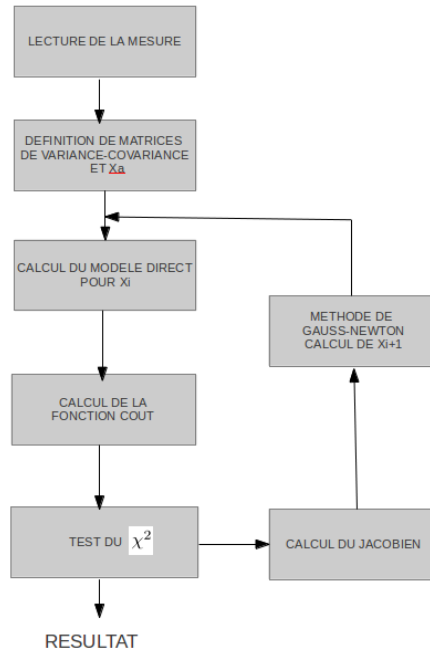 LECTURE DE LA MESURE
DEFINITION DE MATRICES
DE VARIANCE-COVARIANCE
ET Xa
CALCUL DU MODELE DIRECT
POUR Xi
METHODE DE
GAUSS-NEWTON
CALCUL DE Xi+1
CALCUL DE LA
FONCTION COUT
TEST DU χ²
CALCUL DU JACOBIEN
RESULTAT